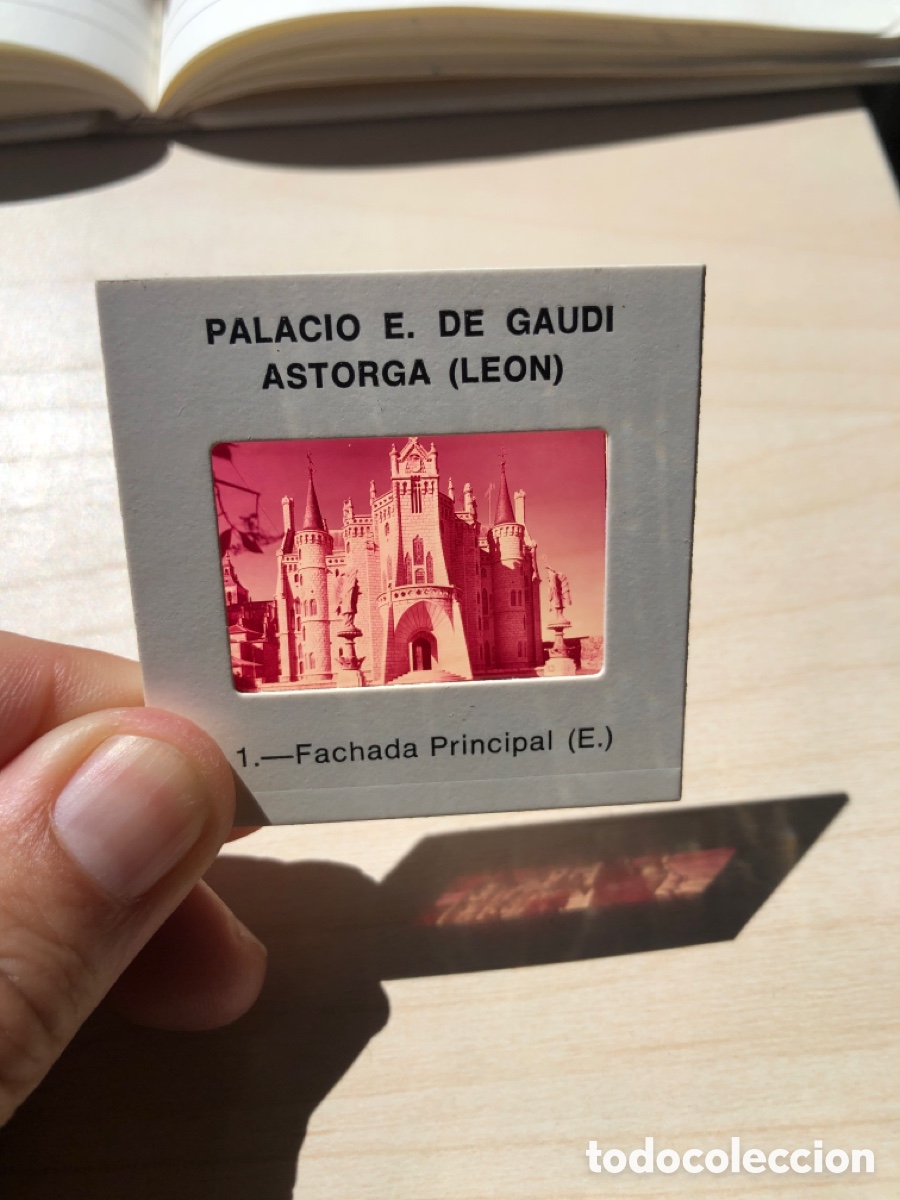 PALACIO E. DE GAUDI
ASTORGA (LEON)
1.—Fachada Principal (E.)
todocoleccion